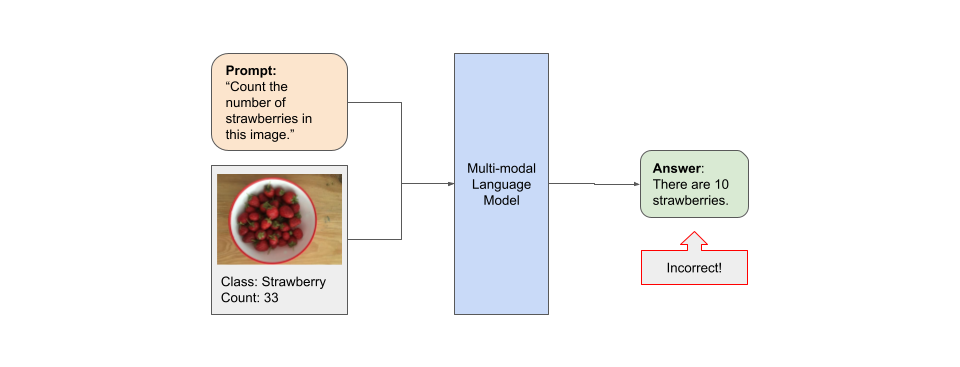 Prompt:
“Count the
number of
strawberries in
this image.”
Class: Strawberry
Count: 33
Multi-modal
Language
Model
Answer:
There are 10
strawberries.
Incorrect!